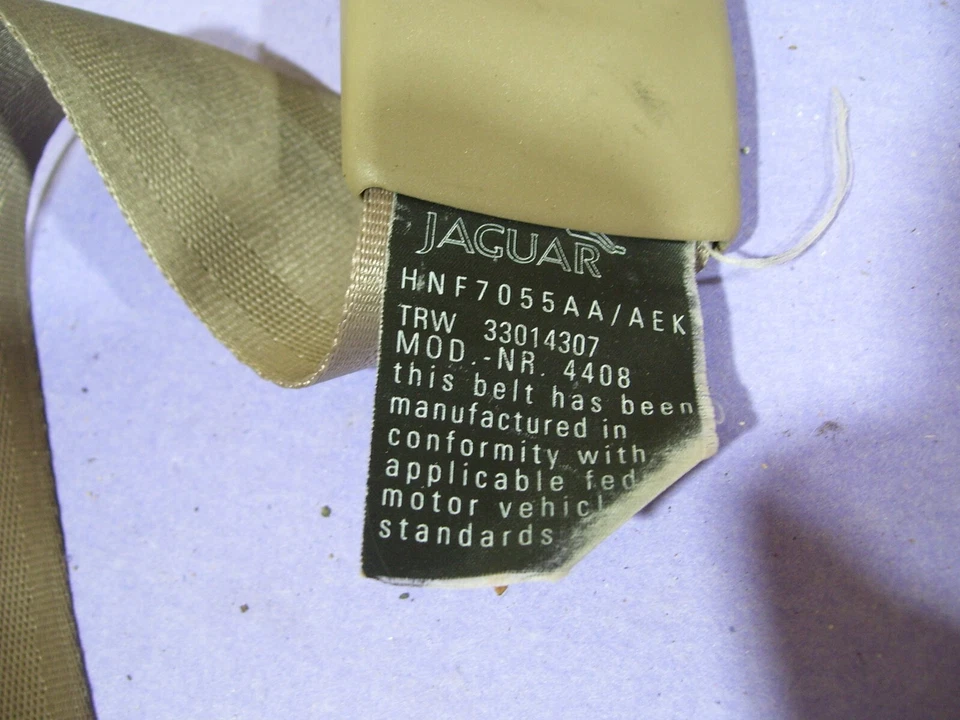 JAGUAR
HNF7055AA/AEK
TRW 33014307
MOD.-NR. 4408
this belt has been
manufactured in
conformity with
applicable fed
motor vehicl
standards